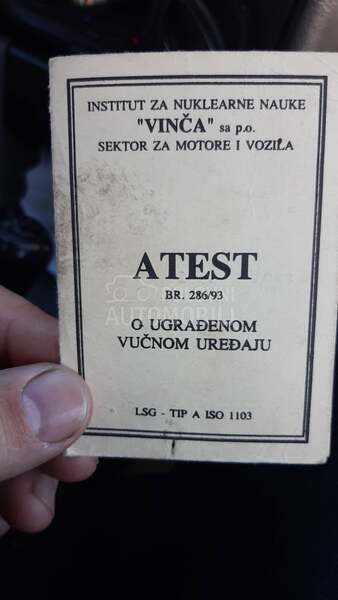 INSTITUT ZA NUKLEARNE NAUKE
"VINČA" sa p.o.
SEKTOR ZA MOTORE I VOZILA
ATEST
BR. 286/93
AUTOMOBILI
O UGRAĐENOM
VUČNOM UREĐAJU
LSG - TIP A ISO 1103